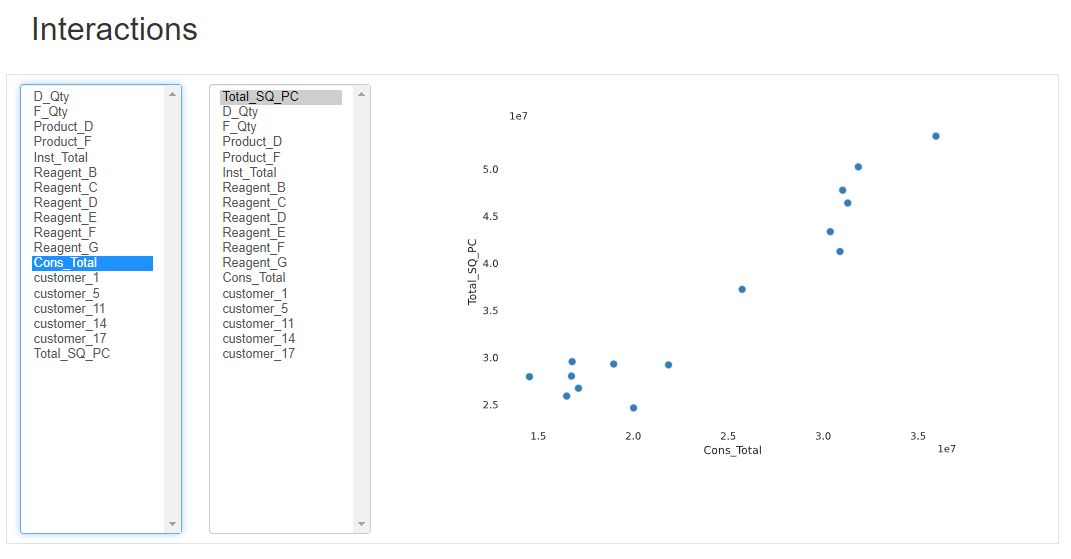 Interactions
D_Qty
F_Qty
Product_D
Product_F
Inst_Total
Reagent_B
Reagent_C
Reagent_D
Reagent_E
Reagent_F
Reagent_G
Cons_Total
customer_1
customer_5
customer_11
customer_14
customer_17
Total_SQ_PC
Total_SQ_PC
D_Qty
F_Qty
Product_D
Product_F
Inst_Total
Reagent_B
Reagent_C
Reagent_D
Reagent_E
Reagent_F
Reagent_G
Cons_Total
customer_1
customer_5
customer_11
customer_14
customer_17
1e7
5.0
4.5
4.0
3.5
3.0
2.5
Total_SQ_PC
1.5 2.0 2.5 3.0 3.5
Cons_Total
1e7